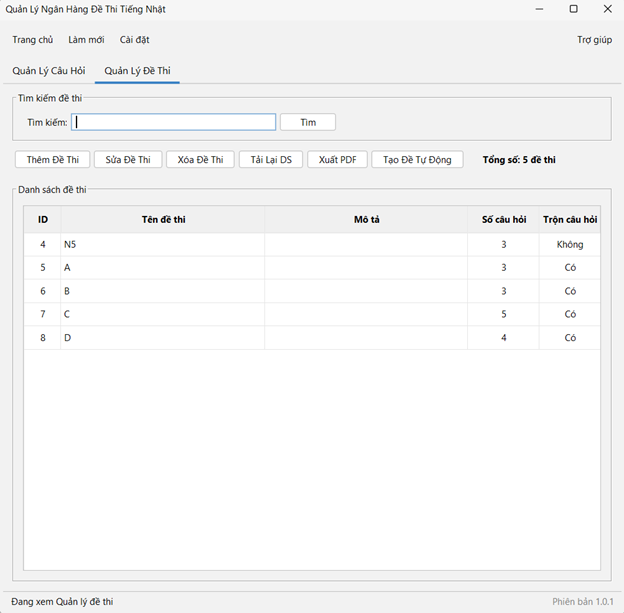 Quản Lý Ngân Hàng Đề Thi Tiếng Nhật
Trang chủ Làm mới Cài đặt Trợ giúp
Quản Lý Câu Hỏi Quản Lý Đề Thi
Tìm kiếm đề thi
Tìm kiếm: Tìm
Thêm Đề Thi Sửa Đề Thi Xóa Đề Thi Tải Lại DS Xuất PDF Tạo Đề Tự Động Tổng số: 5 đề thi
Danh sách đề thi
ID Tên đề thi Mô tả Số câu hỏi Trộn câu hỏi
4 N5 3 Không
5 A 3 Có
6 B 3 Có
7 C 5 Có
8 D 4 Có
Đang xem Quản lý đề thi Phiên bản 1.0.1